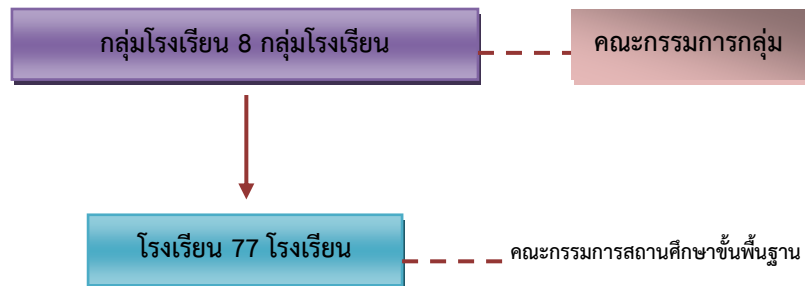 กลุ่มโรงเรียน 8 กลุ่มโรงเรียน
คณะกรรมการกลุ่ม
โรงเรียน 77 โรงเรียน
คณะกรรมการสถานศึกษาขั้นพื้นฐาน